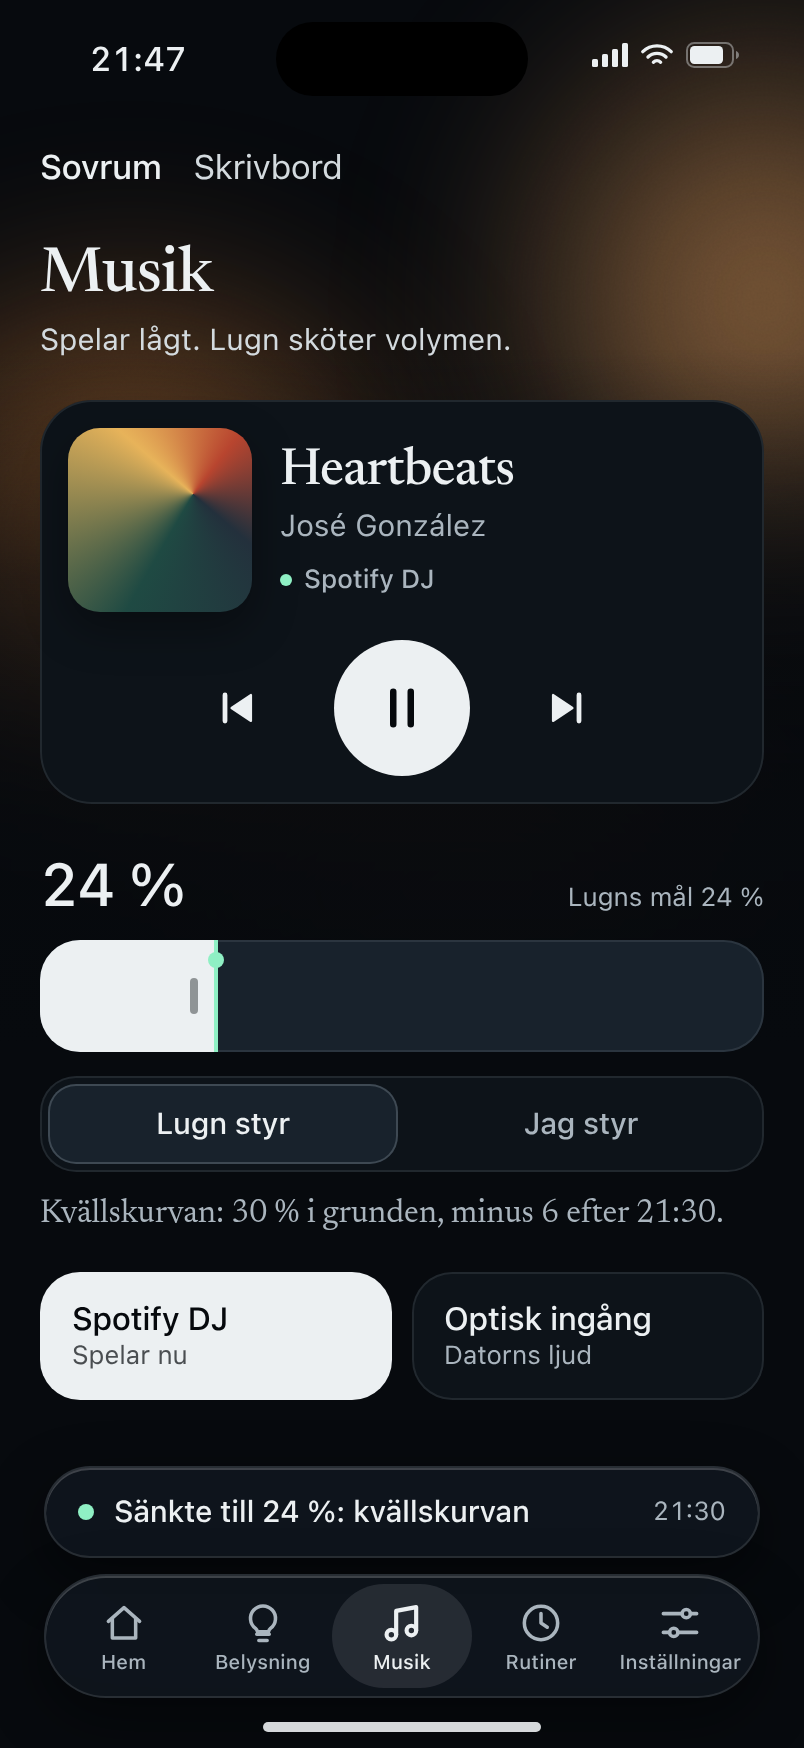 21:47
Sovrum Skrivbord
Musik
Spelar lågt. Lugn sköter volymen.
Heartbeats
José González
Spotify DJ
24 % Lugns mål 24 %
Lugn styr Jag styr
Kvällskurvan: 30 % i grunden, minus 6 efter 21:30.
Spotify DJ Optisk ingång
Spelar nu Datorns ljud
Sänkte till 24 %: kvällskurvan 21:30
Hem Belysning Musik Rutiner Inställningar